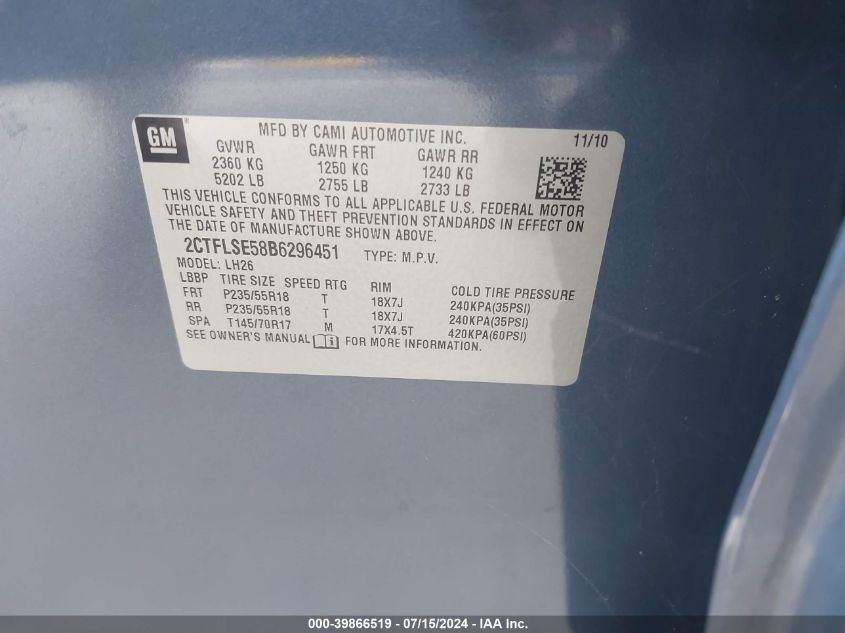 GM
MFD BY CAMI AUTOMOTIVE INC. 11/10
GVWR GAWR FRT GAWR RR
2360 KG 1250 KG 1240 KG
5202 LB 2755 LB 2733 LB
THIS VEHICLE CONFORMS TO ALL APPLICABLE U.S. FEDERAL MOTOR
VEHICLE SAFETY AND THEFT PREVENTION STANDARDS IN EFFECT ON
THE DATE OF MANUFACTURE SHOWN ABOVE.
2CTFLSE58B6296451 TYPE: M.P.V.
MODEL: LH26
LBBP TIRE SIZE SPEED RTG RIM COLD TIRE PRESSURE
FRT P235/55R18 T 18X7J 240KPA(35PSI)
RR P235/55R18 T 18X7J 240KPA(35PSI)
SPA T145/70R17 M 17X4.5T 420KPA(60PSI)
SEE OWNER'S MANUAL FOR MORE INFORMATION.
000-39866519 - 07/15/2024 - IAA Inc.